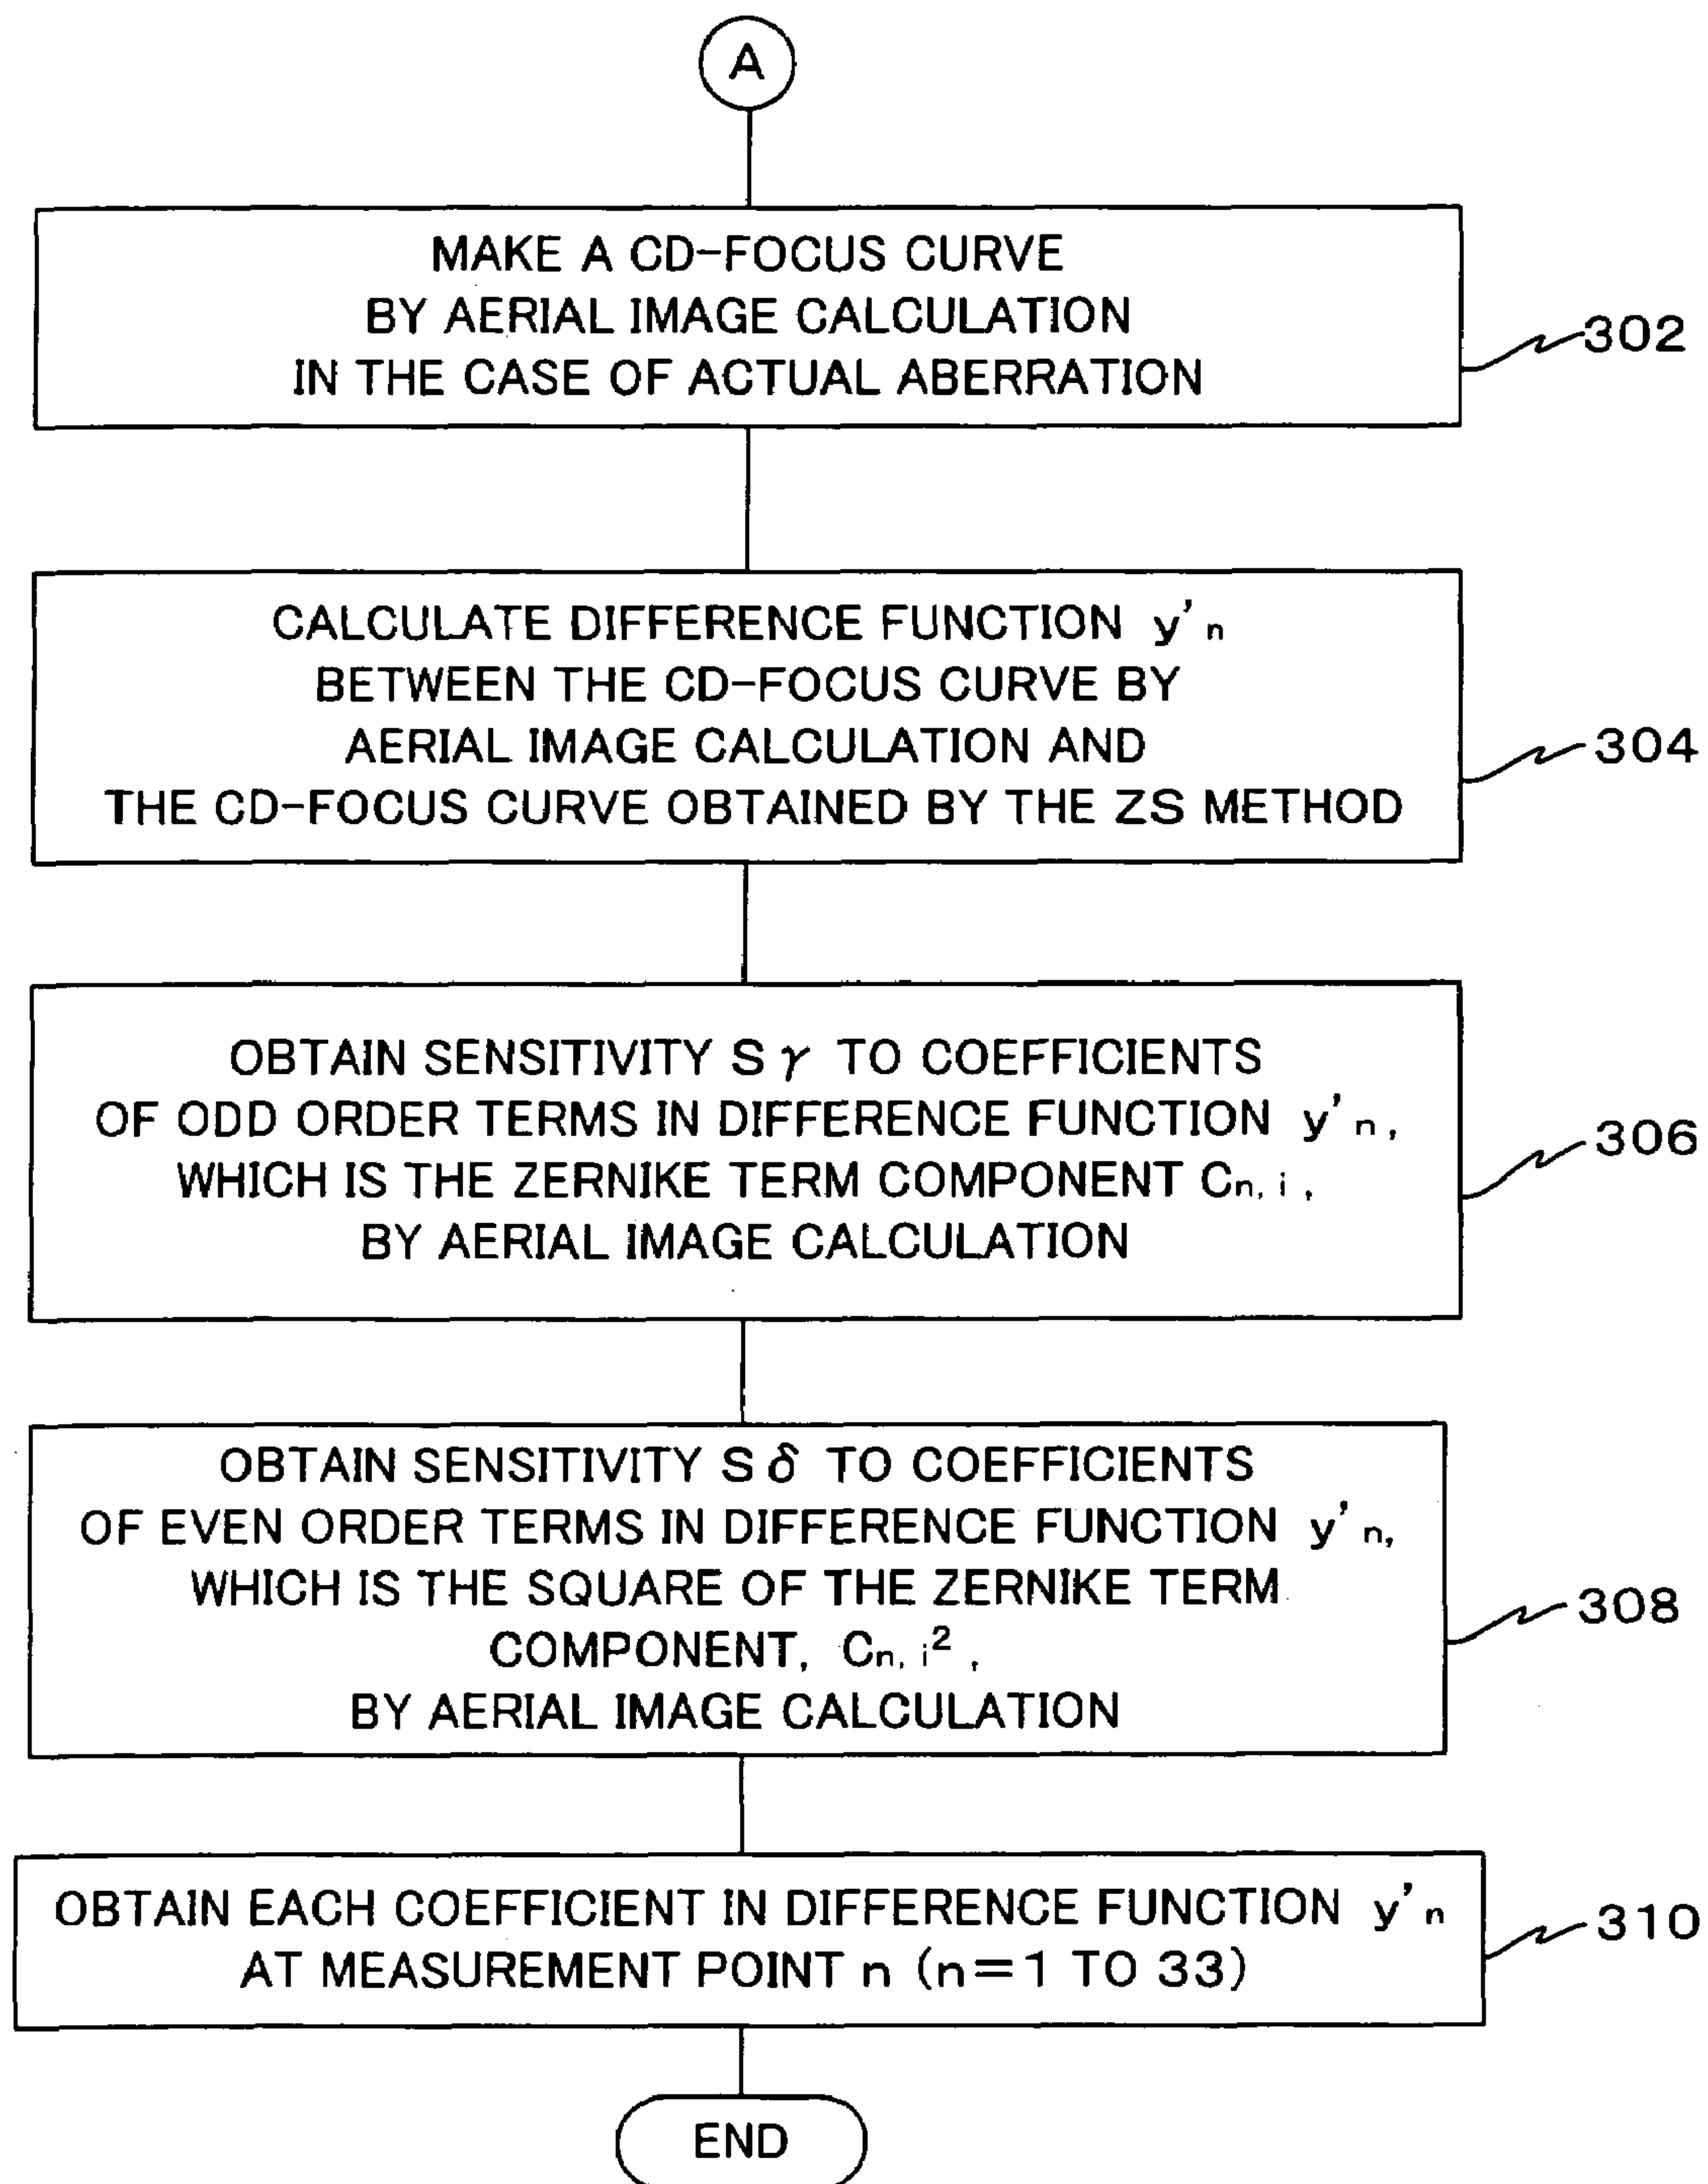 A
MAKE A CD-FOCUS CURVE
BY AERIAL IMAGE CALCULATION
IN THE CASE OF ACTUAL ABERRATION
302
CALCULATE DIFFERENCE FUNCTION y'n
BETWEEN THE CD-FOCUS CURVE BY
AERIAL IMAGE CALCULATION AND
THE CD-FOCUS CURVE OBTAINED BY THE ZS METHOD
304
OBTAIN SENSITIVITY Sγ TO COEFFICIENTS
OF ODD ORDER TERMS IN DIFFERENCE FUNCTION y'n,
WHICH IS THE ZERNIKE TERM COMPONENT Cn, i,
BY AERIAL IMAGE CALCULATION
306
OBTAIN SENSITIVITY Sδ TO COEFFICIENTS
OF EVEN ORDER TERMS IN DIFFERENCE FUNCTION y'n,
WHICH IS THE SQUARE OF THE ZERNIKE TERM
COMPONENT, Cn, i²,
BY AERIAL IMAGE CALCULATION
308
OBTAIN EACH COEFFICIENT IN DIFFERENCE FUNCTION y'n
AT MEASUREMENT POINT n (n=1 TO 33)
310
END